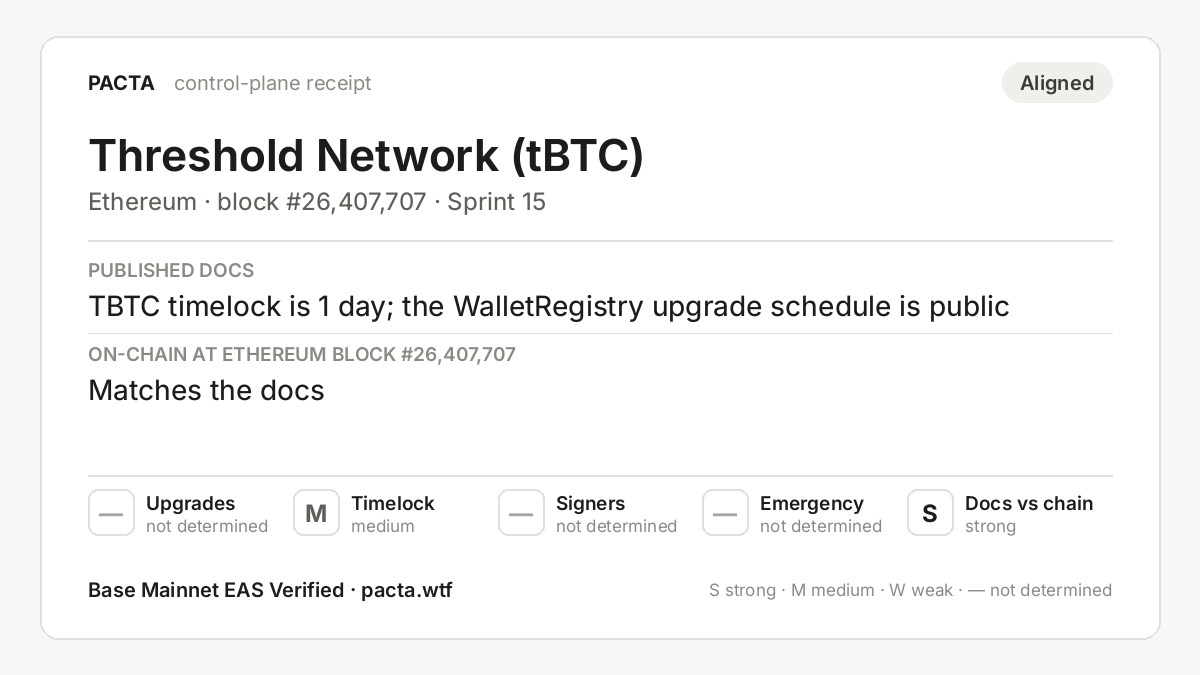 PACTA control-plane receipt Aligned
Threshold Network (tBTC)
Ethereum · block #26,407,707 · Sprint 15
PUBLISHED DOCS
TBTC timelock is 1 day; the WalletRegistry upgrade schedule is public
ON-CHAIN AT ETHEREUM BLOCK #26,407,707
Matches the docs
— Upgrades M Timelock — Signers — Emergency S Docs vs chain
not determined medium not determined not determined strong
Base Mainnet EAS Verified · pacta.wtf S strong · M medium · W weak · — not determined